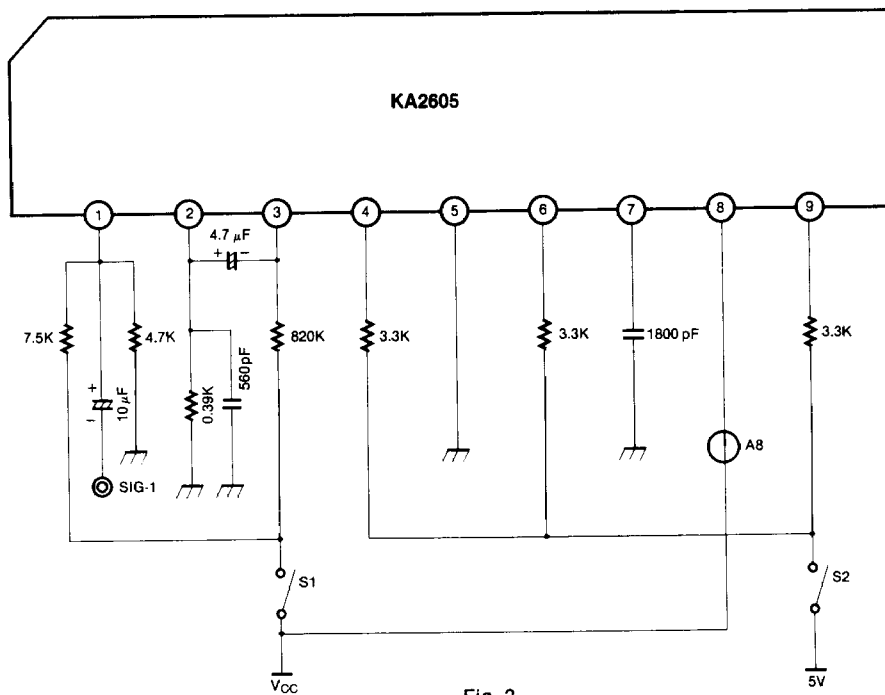 KA2605
1 2 3 4 5 6 7 8 9
4.7 µF
+ −
7.5K
4.7K
820K
3.3K
3.3K
1800 pF
3.3K
+
−
10 µF
0.39K
560pF
A8
SIG-1
S1
S2
VCC
5V